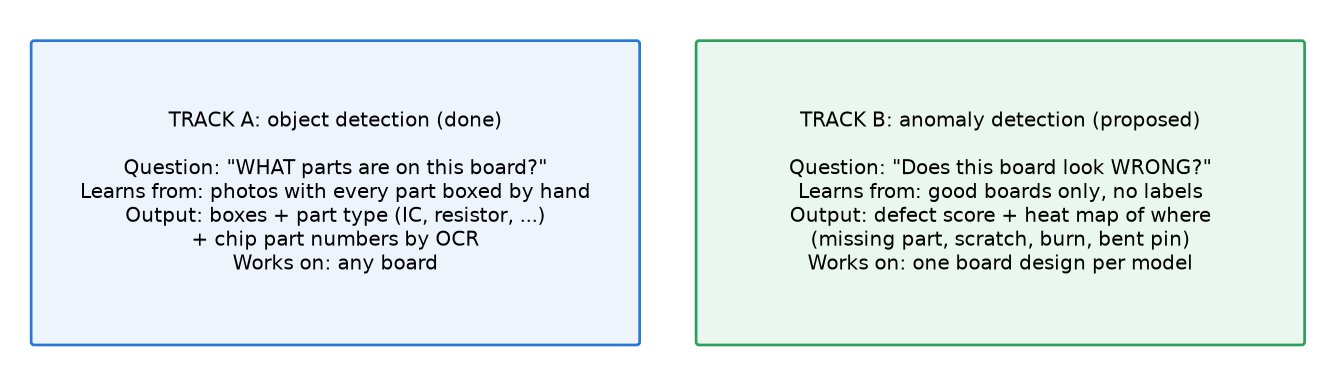 TRACK A: object detection (done)
Question: "WHAT parts are on this board?"
Learns from: photos with every part boxed by hand
Output: boxes + part type (IC, resistor, ...)
+ chip part numbers by OCR
Works on: any board
TRACK B: anomaly detection (proposed)
Question: "Does this board look WRONG?"
Learns from: good boards only, no labels
Output: defect score + heat map of where
(missing part, scratch, burn, bent pin)
Works on: one board design per model